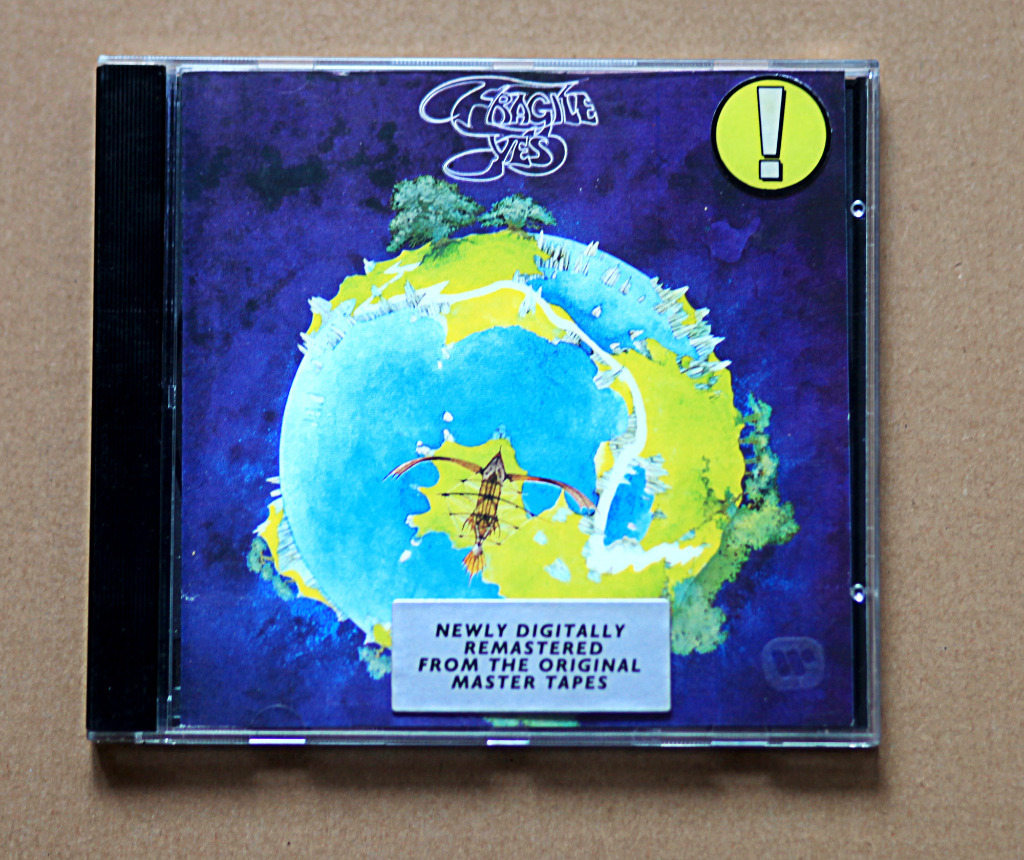 FRAGILE
YES
!
NEWLY DIGITALLY
REMASTERED
FROM THE ORIGINAL
MASTER TAPES